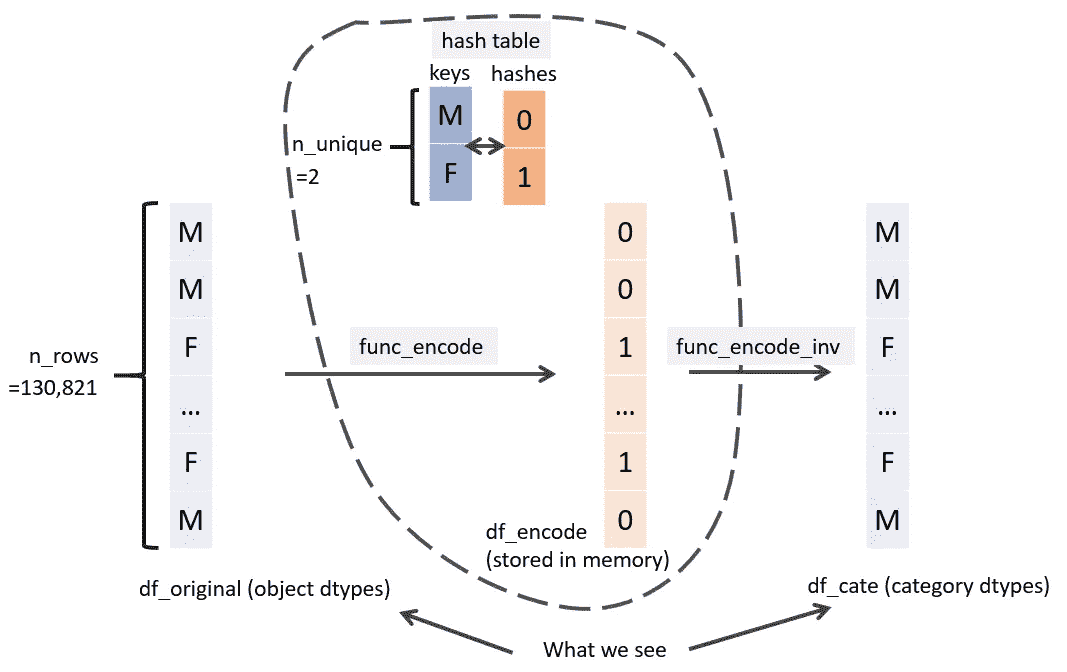 hash table
keys hashes
M 0
F 1
n_unique
=2
M 0 M
M 0 M
F 1 F
func_encode func_encode_inv
n_rows
=130,821
... ... ...
F 1 F
M 0 M
df_encode
(stored in memory)
df_original (object dtypes)
df_cate (category dtypes)
What we see